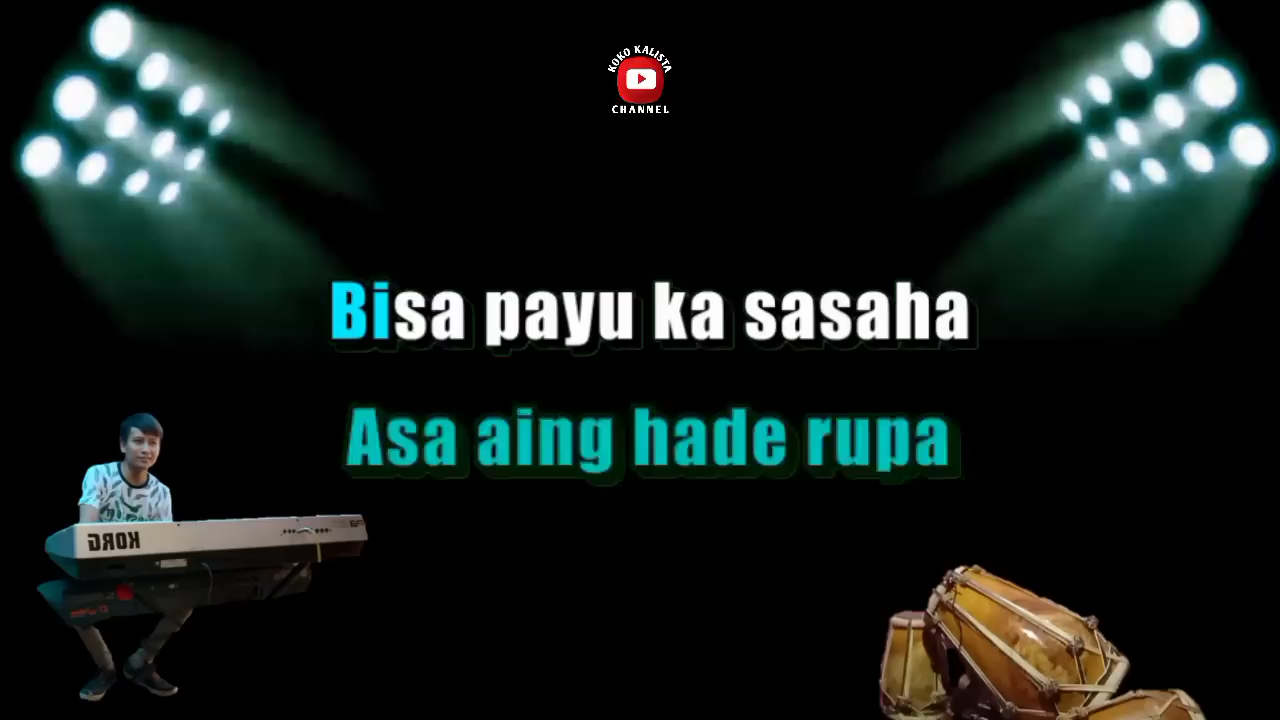 KOKO KALISTA
CHANNEL
Bisa payu ka sasaha
Asa aing hade rupa
KORG